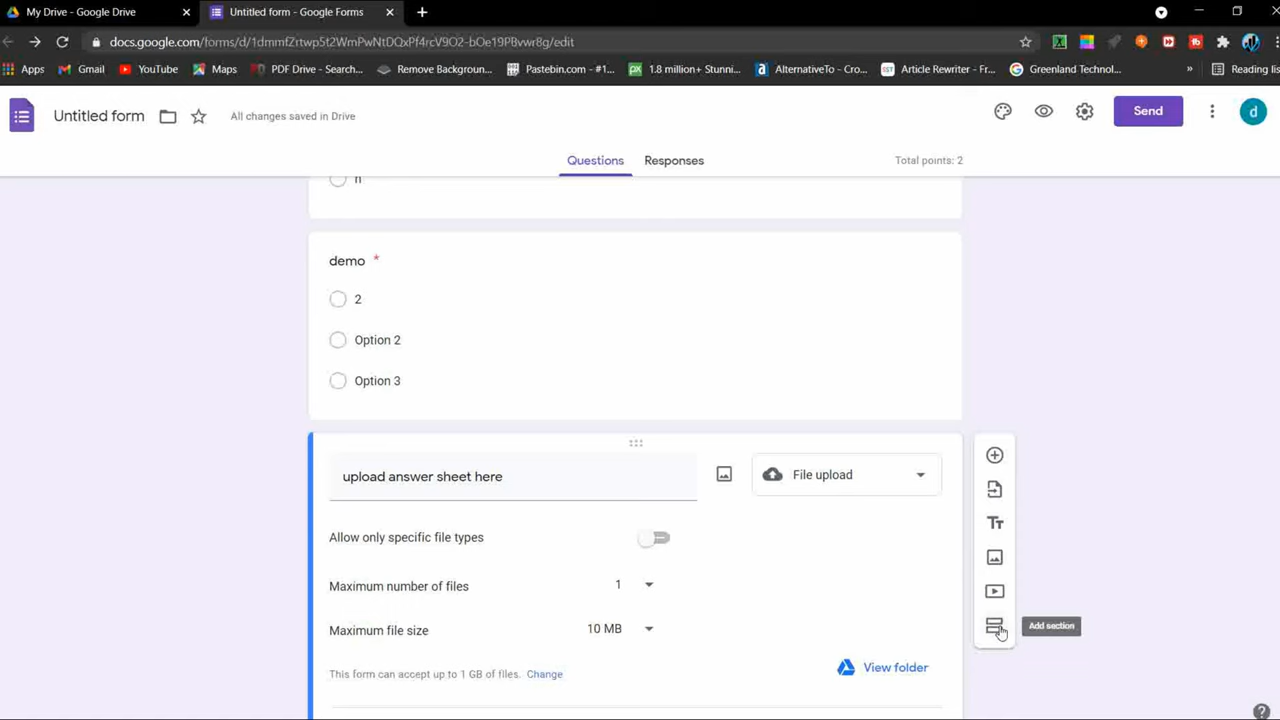 My Drive - Google Drive
Untitled form - Google Forms
docs.google.com/forms/d/1dmmfZrtwp5t2WmPwNtDQxPf4rcV9O2-bOe19PBvwr8g/edit
Apps
Gmail
YouTube
Maps
PDF Drive - Search...
Remove Backgroun...
Pastebin.com - #1...
1.8 million+ Stunni...
AlternativeTo - Cro...
Article Rewriter - Fr...
Greenland Technol...
»
Reading list
Untitled form
All changes saved in Drive
Send
d
Questions
Responses
Total points: 2
n
demo *
2
Option 2
Option 3
upload answer sheet here
File upload
Allow only specific file types
Maximum number of files
1
Maximum file size
10 MB
Add section
This form can accept up to 1 GB of files. Change
View folder